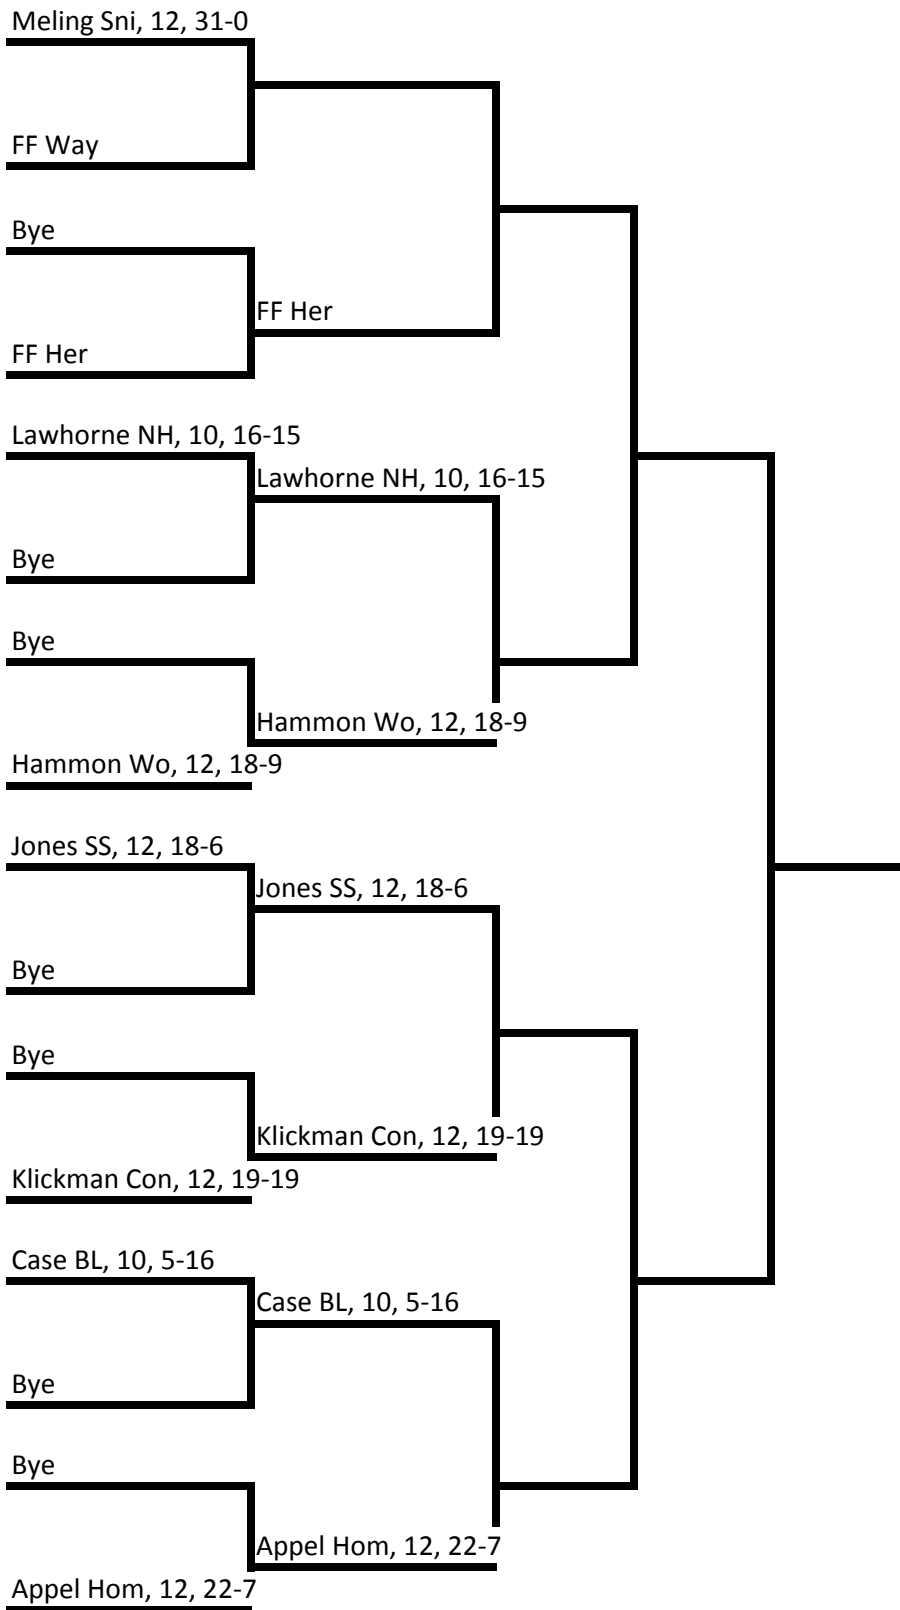 Meling Sni, 12, 31-0
FF Way
Bye
FF Her
FF Her
Lawhorne NH, 10, 16-15
Lawhorne NH, 10, 16-15
Bye
Bye
Hammon Wo, 12, 18-9
Hammon Wo, 12, 18-9
Jones SS, 12, 18-6
Jones SS, 12, 18-6
Bye
Bye
Klickman Con, 12, 19-19
Klickman Con, 12, 19-19
Case BL, 10, 5-16
Case BL, 10, 5-16
Bye
Bye
Appel Hom, 12, 22-7
Appel Hom, 12, 22-7